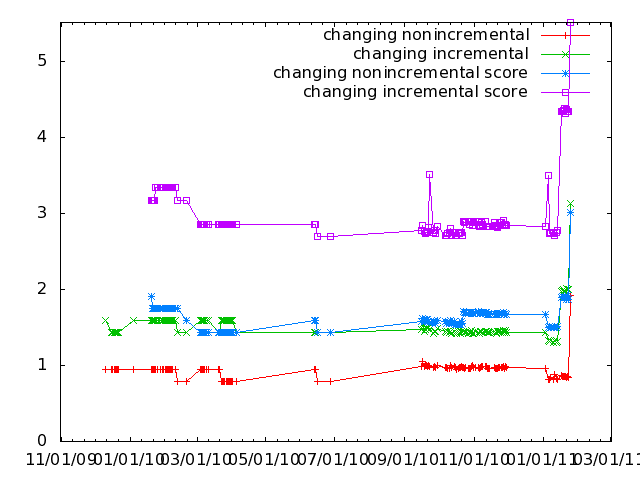 changing nonincremental
changing incremental
changing nonincremental score
changing incremental score
5
4
3
2
1
0
11/01/09 01/01/10 03/01/10 05/01/10 07/01/10 09/01/10 11/01/10 01/01/11 03/01/11